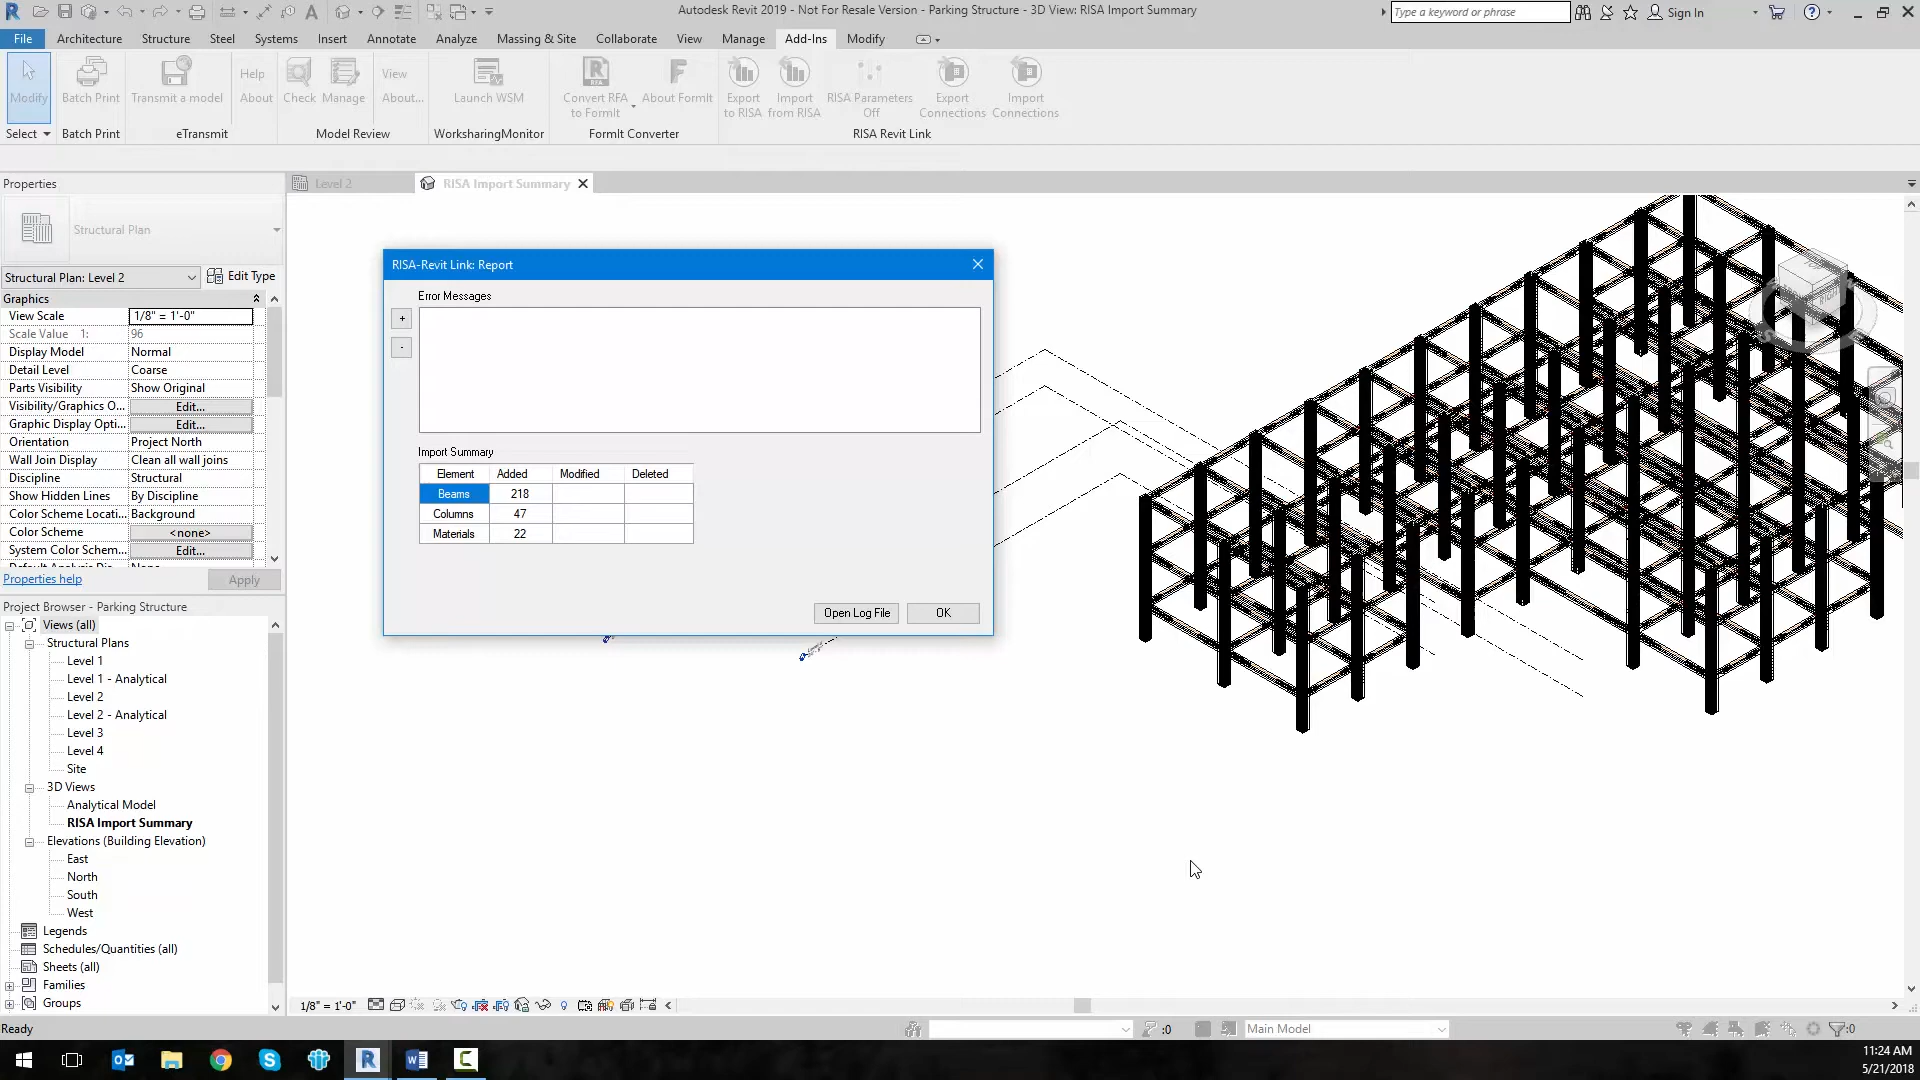 Autodesk Revit 2019 - Not For Resale Version - Parking Structure - 3D View: RISA Import Summary
Type a keyword or phrase
Sign In
File Architecture Structure Steel Systems Insert Annotate Analyze Massing & Site Collaborate View Manage Add-Ins Modify
Modify
Batch Print
Transmit a model
Help
About
Check
Manage
View
About...
Launch WSM
Convert RFA
to FormIt
About FormIt
Export
to RISA
Import
from RISA
RISA Parameters
Off
Export
Connections
Import
Connections
Select
Batch Print
eTransmit
Model Review
WorksharingMonitor
FormIt Converter
RISA Revit Link
Properties
Level 2
RISA Import Summary
Structural Plan
Structural Plan: Level 2
Edit Type
Graphics
View Scale 1/8" = 1'-0"
Scale Value 1: 96
Display Model Normal
Detail Level Coarse
Parts Visibility Show Original
Visibility/Graphics O... Edit...
Graphic Display Opti... Edit...
Orientation Project North
Wall Join Display Clean all wall joins
Discipline Structural
Show Hidden Lines By Discipline
Color Scheme Locati... Background
Color Scheme <none>
System Color Schem... Edit...
Properties help
Apply
Project Browser - Parking Structure
Views (all)
Structural Plans
Level 1
Level 1 - Analytical
Level 2
Level 2 - Analytical
Level 3
Level 4
Site
3D Views
Analytical Model
RISA Import Summary
Elevations (Building Elevation)
East
North
South
West
Legends
Schedules/Quantities (all)
Sheets (all)
Families
Groups
RISA-Revit Link: Report
Error Messages
+
-
Import Summary
Element Added Modified Deleted
Beams 218
Columns 47
Materials 22
Open Log File
OK
1/8" = 1'-0"
Ready
:0
Main Model
:0
11:24 AM
5/21/2018